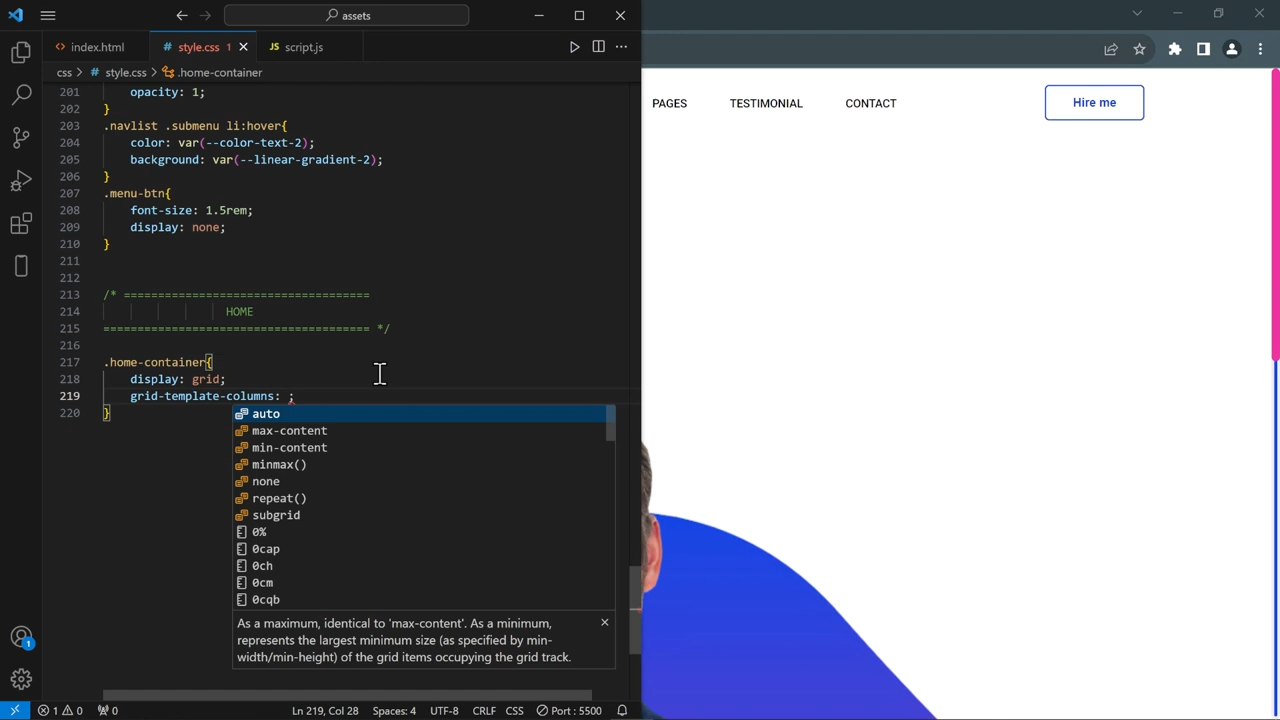 assets
index.html
style.css 1
JS script.js
css > # style.css > .home-container
201 opacity: 1;
202 }
203 .navlist .submenu li:hover{
204 color: var(--color-text-2);
205 background: var(--linear-gradient-2);
206 }
207 .menu-btn{
208 font-size: 1.5rem;
209 display: none;
210 }
211
212
213 /* ====================================
214 HOME
215 ======================================= */
216
217 .home-container{
218 display: grid;
219 grid-template-columns: ;
220 }
auto
max-content
min-content
minmax()
none
repeat()
subgrid
0%
0cap
0ch
0cm
0cqb
As a maximum, identical to 'max-content'. As a minimum,
represents the largest minimum size (as specified by min-
width/min-height) of the grid items occupying the grid track.
1
1 0 0 Ln 219, Col 28 Spaces: 4 UTF-8 CRLF CSS Port : 5500
PAGES TESTIMONIAL CONTACT Hire me